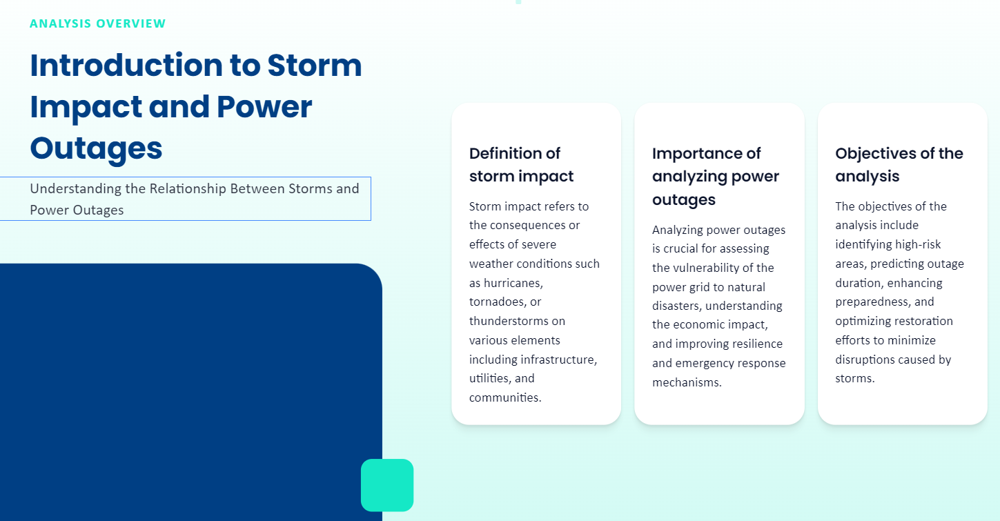 ANALYSIS OVERVIEW
Introduction to Storm
Impact and Power
Outages
Understanding the Relationship Between Storms and
Power Outages
Definition of
storm impact
Storm impact refers to
the consequences or
effects of severe
weather conditions such
as hurricanes,
tornadoes, or
thunderstorms on
various elements
including infrastructure,
utilities, and
communities.
Importance of
analyzing power
outages
Analyzing power outages
is crucial for assessing
the vulnerability of the
power grid to natural
disasters, understanding
the economic impact,
and improving resilience
and emergency response
mechanisms.
Objectives of the
analysis
The objectives of the
analysis include
identifying high-risk
areas, predicting outage
duration, enhancing
preparedness, and
optimizing restoration
efforts to minimize
disruptions caused by
storms.